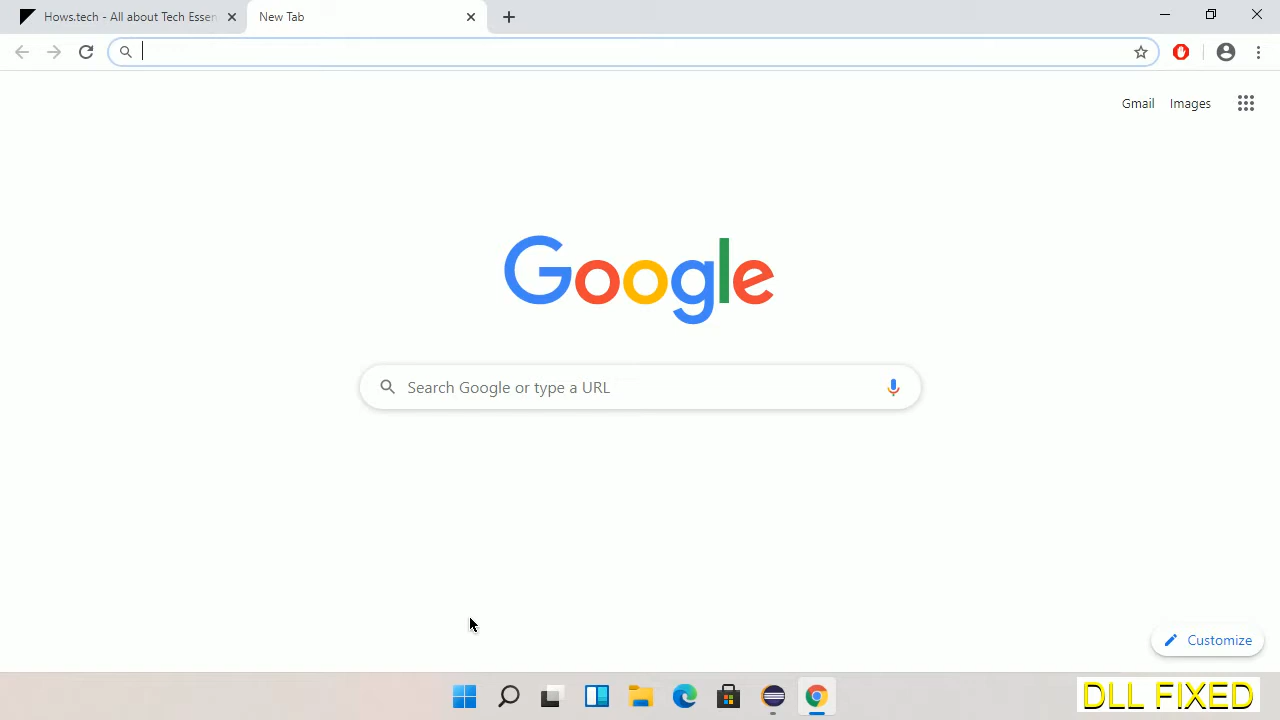 Hows.tech - All about Tech Essen
New Tab
Gmail Images
Google
Search Google or type a URL
Customize
DLL FIXED